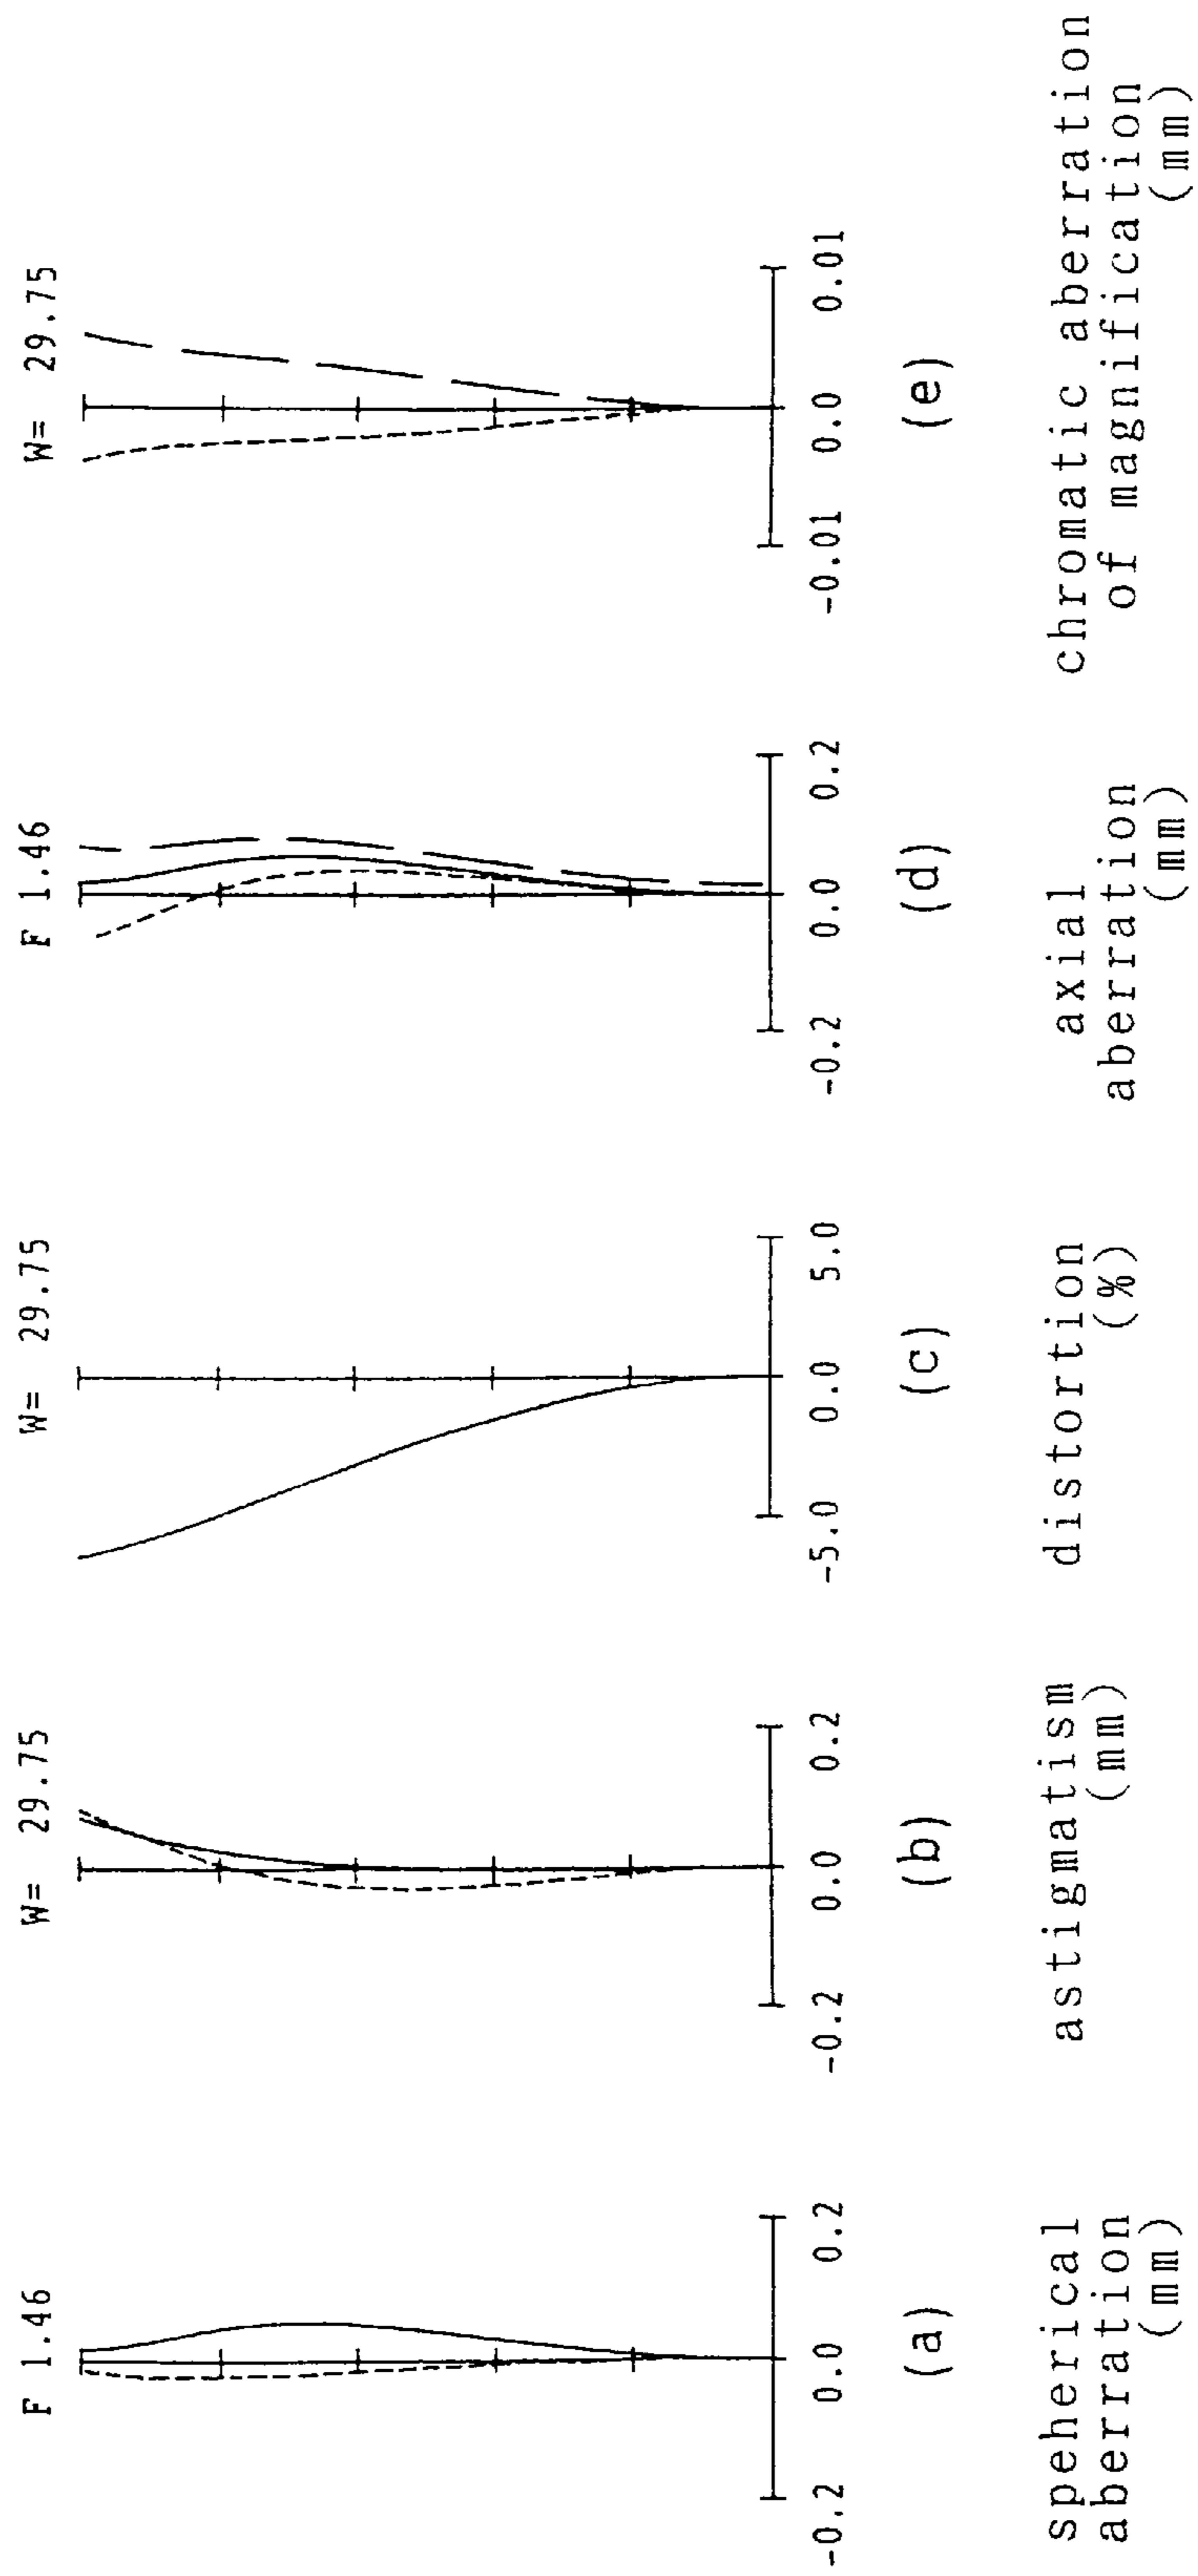 F 1.46
-0.2 0.0 0.2
(a)
speherical
aberration
(mm)
W= 29.75
-0.2 0.0 0.2
(b)
astigmatism
(mm)
W= 29.75
-5.0 0.0 5.0
(c)
distortion
(%)
F 1.46
-0.2 0.0 0.2
(d)
axial
aberration
(mm)
W= 29.75
-0.01 0.0 0.01
(e)
chromatic aberration
of magnification
(mm)